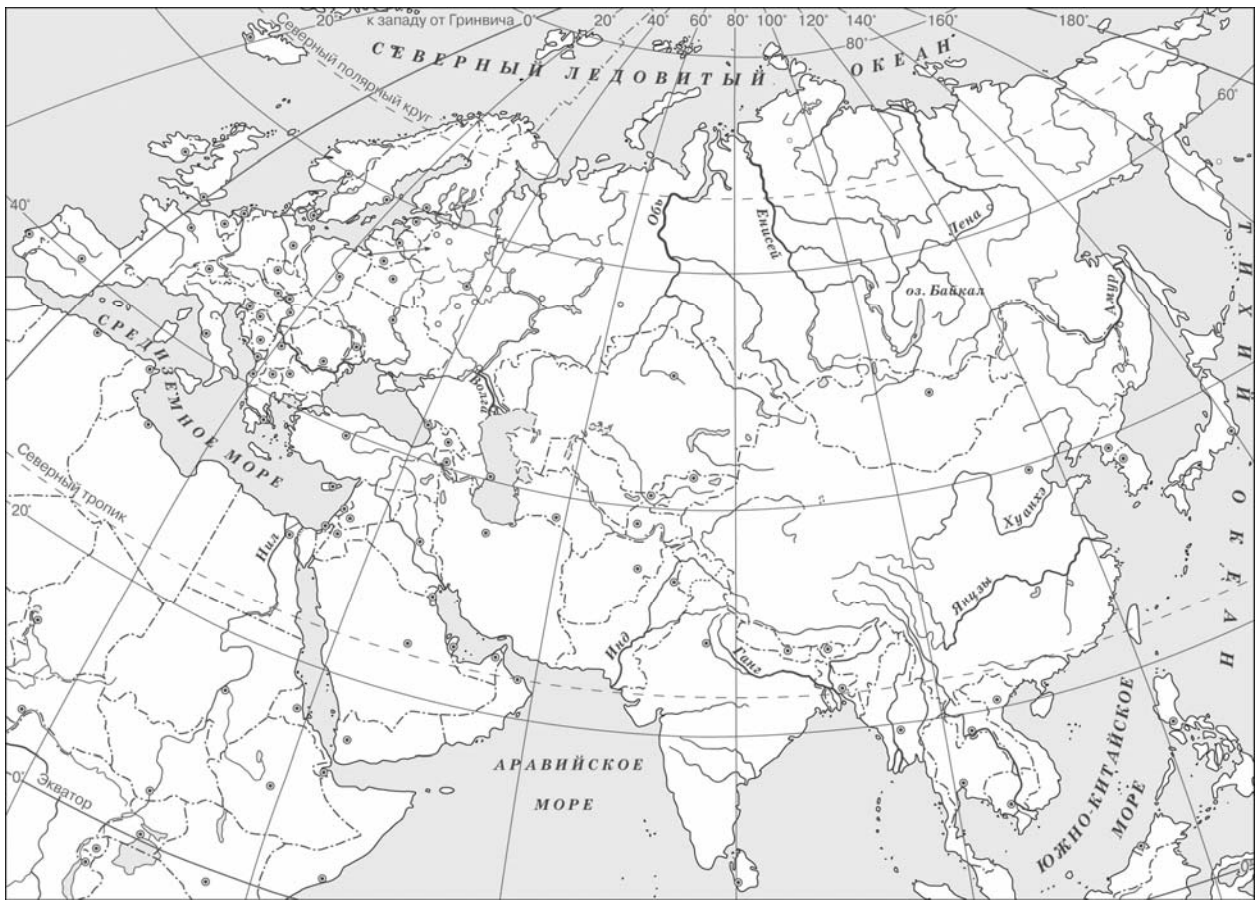 20° к западу от Гринвича 0° 20° 40° 60° 80° 100° 120° 140° 160° 180°
80°
60°
СЕВЕРНЫЙ ЛЕДОВИТЫЙ ОКЕАН
Северный полярный круг
40°
Обь
Енисей
Лена
оз. Байкал
Амур
ТИХИЙ ОКЕАН
СРЕДИЗЕМНОЕ МОРЕ
Волга
Северный тропик
20°
Нил
Хуанхэ
Янцзы
Инд
Ганг
АРАВИЙСКОЕ
МОРЕ
ЮЖНО-КИТАЙСКОЕ
МОРЕ
Экватор
0°
0°